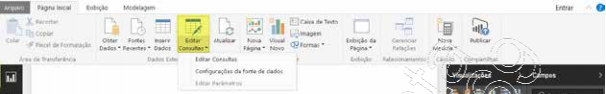 Arquivo Página Inicial Exibição Modelagem Entrar
Colar
Recortar
Copiar
Pincel de Formatação
Obter Dados
Fontes Recentes
Inserir Dados
Editar Consultas
Atualizar
Nova Página
Visual Novo
Caixa de Texto
Imagem
Formas
Exibição da Página
Gerenciar Relações
Nova
Publicar
Área de Transferência Dados Exter Exibição Relacionamentos Cálculos Compartilhar
Editar Consultas
Configurações da fonte de dados
Editar Parâmetros
Visualizações Campos